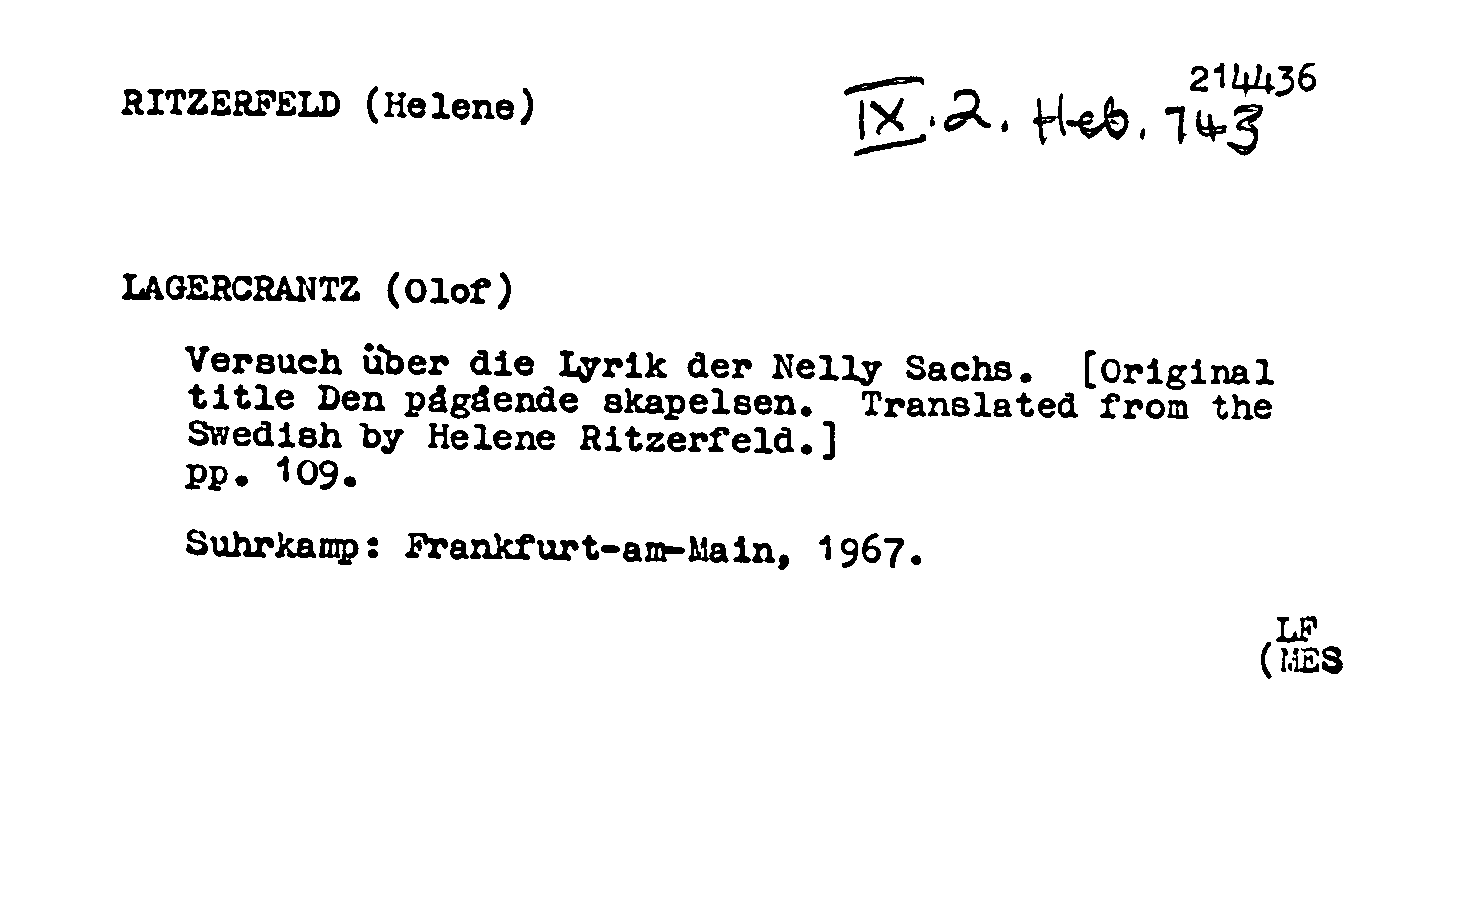 RITZERFELD (Helene)
214436
IX. 2. Heb. 743
LAGERCRANTZ (Olof)
Versuch über die Lyrik der Nelly Sachs. [Original
title Den pågående skapelsen. Translated from the
Swedish by Helene Ritzerfeld.]
pp. 109.
Suhrkamp: Frankfurt-am-Main, 1967.
LF
(MES